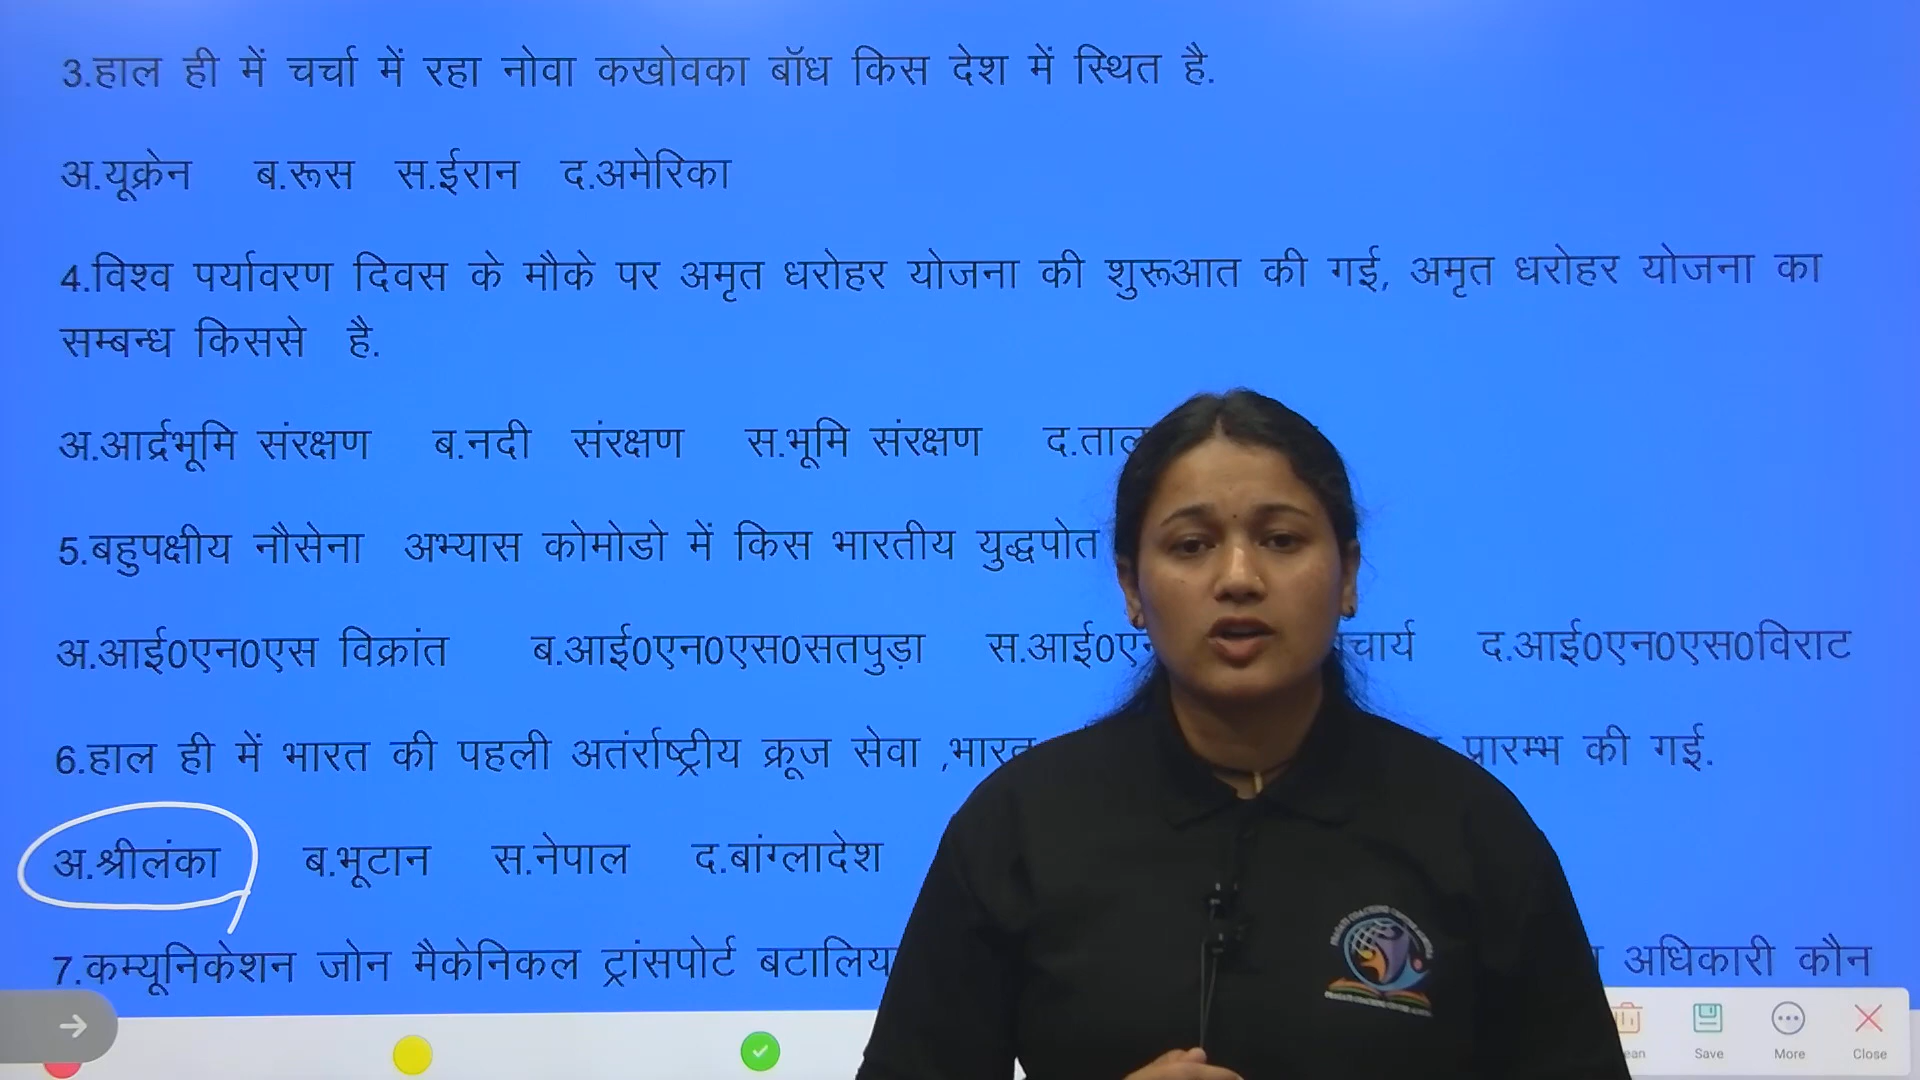 3.हाल ही में चर्चा में रहा नोवा कखोवका बॉध किस देश में स्थित है.
अ.यूक्रेन ब.रूस स.ईरान द.अमेरिका
4.विश्व पर्यावरण दिवस के मौके पर अमृत धरोहर योजना की शुरूआत की गई, अमृत धरोहर योजना का
सम्बन्ध किससे है.
अ.आर्द्रभूमि संरक्षण ब.नदी संरक्षण स.भूमि संरक्षण
5.बहुपक्षीय नौसेना अभ्यास कोमोडो में किस भारतीय युद्धपोत
अ.आई0एन0एस विक्रांत ब.आई0एन0एस0सतपुड़ा द.आई0एन0एस0विराट
6.हाल ही में भारत की पहली अतंर्राष्ट्रीय क्रूज सेवा ,भारत प्रारम्भ की गई.
अ.श्रीलंका ब.भूटान स.नेपाल द.बांग्लादेश
7.कम्यूनिकेशन जोन मैकेनिकल ट्रांसपोर्ट अधिकारी कौन
Save More Close